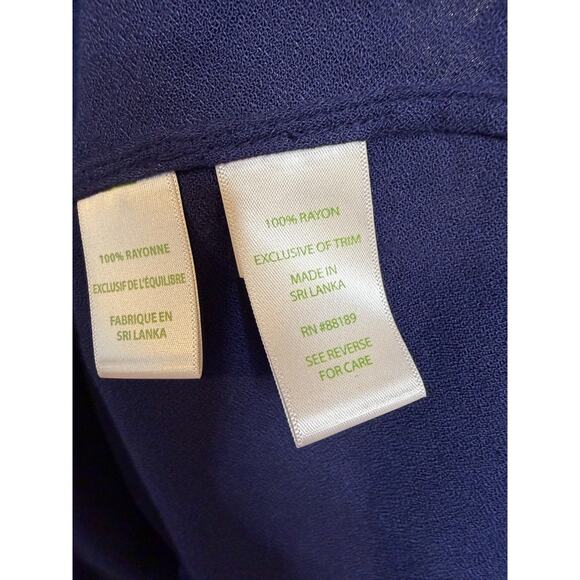 100% RAYONNE
EXCLUSIF DE L'ÉQUILIBRE
FABRIQUE EN
SRI LANKA
100% RAYON
EXCLUSIVE OF TRIM
MADE IN
SRI LANKA
RN #88189
SEE REVERSE
FOR CARE